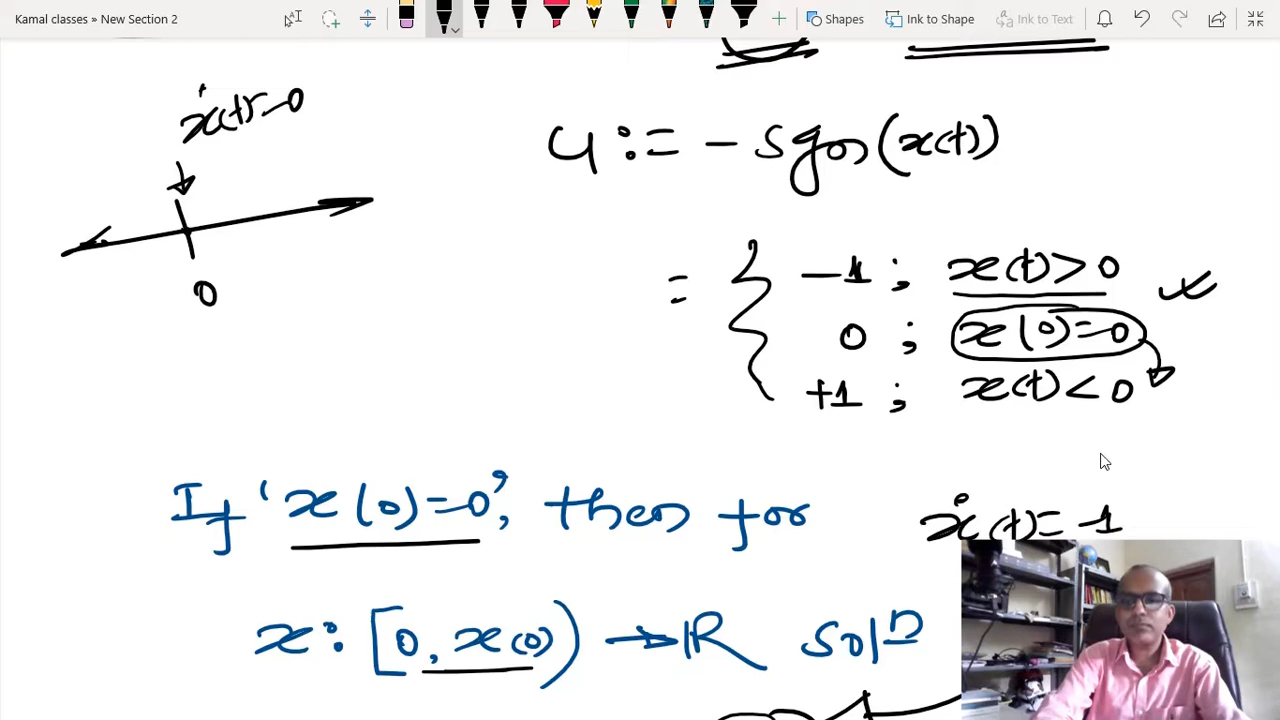 Kamal classes » New Section 2
Shapes
Ink to Shape
Ink to Text
ẋ(t)=0
0
u := - sgn(x(t))
= { -1 ; x(t) > 0
0 ; x(0) = 0
+1 ; x(t) < 0
If 'x(0)=0', then for
ẋ(t) = -1
x: [0, x(0)) → IR solⁿ